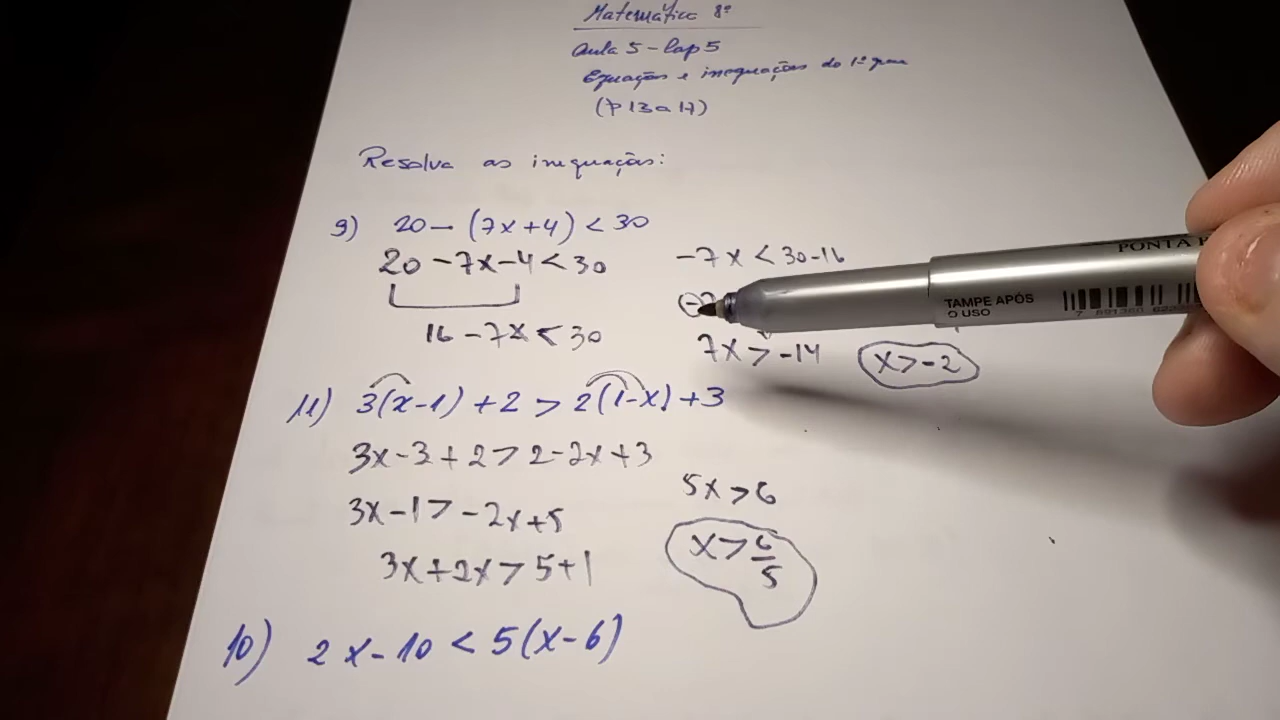 Matemática 8º
Aula 5 - Cap 5
Equações e inequações do 1º grau
(P 13 a 17)
Resolva as inequações:
9) 20 - (7x+4) < 30
20 - 7x - 4 < 30
16 - 7x < 30
-7x < 30-16
7x > -14
x > -2
11) 3(x-1) + 2 > 2(1-x) + 3
3x - 3 + 2 > 2 - 2x + 3
3x - 1 > - 2x + 5
3x + 2x > 5 + 1
5x > 6
x > 6/5
10) 2x - 10 < 5(x-6)
PONTA
TAMPE APÓS
O USO